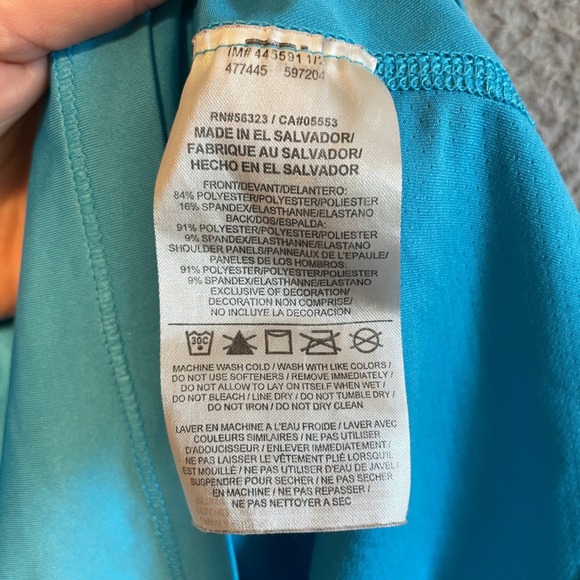 477445 597204
RN#56323 / CA#05553
MADE IN EL SALVADOR/
FABRIQUE AU SALVADOR/
HECHO EN EL SALVADOR
FRONT/DEVANT/DELANTERO:
84% POLYESTER/POLYESTER/POLIESTER
16% SPANDEX/ELASTHANNE/ELASTANO
BACK/DOS/ESPALDA:
91% POLYESTER/POLYESTER/POLIESTER
9% SPANDEX/ELASTHANNE/ELASTANO
SHOULDER PANELS/PANNEAUX DE L'EPAULE/
PANELES DE LOS HOMBROS:
91% POLYESTER/POLYESTER/POLIESTER
9% SPANDEX/ELASTHANNE/ELASTANO
EXCLUSIVE OF DECORATION/
DECORATION NON COMPRISE/
NO INCLUYE LA DECORACION
30C
MACHINE WASH COLD / WASH WITH LIKE COLORS /
DO NOT USE SOFTENERS / REMOVE IMMEDIATELY /
DO NOT ALLOW TO LAY ON ITSELF WHEN WET /
DO NOT BLEACH / LINE DRY / DO NOT TUMBLE DRY /
DO NOT IRON / DO NOT DRY CLEAN
LAVER EN MACHINE A L'EAU FROIDE / LAVER AVEC
COULEURS SIMILAIRES / NE PAS UTILISER
D'ADOUCISSEUR / ENLEVER IMMEDIATEMENT /
NE PAS LAISSER LE VÊTEMENT PLIÉ LORSQU'IL
EST MOUILLÉ / NE PAS UTILISER D'EAU DE JAVEL/
SUSPENDRE POUR SECHER / NE PAS SECHER
EN MACHINE / NE PAS REPASSER /
NE PAS NETTOYER A SEC